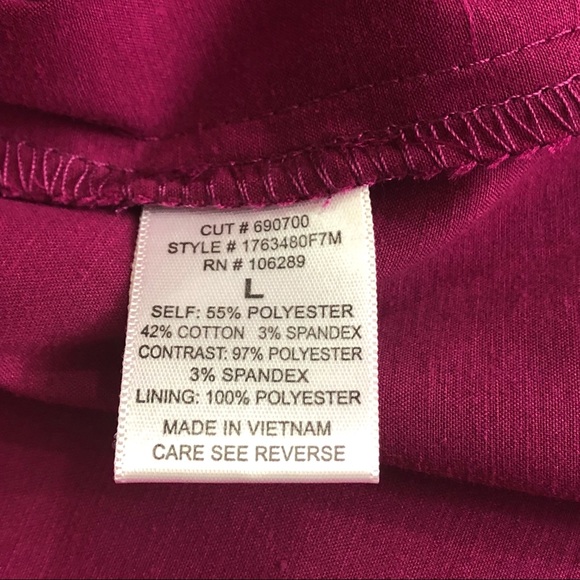 CUT # 690700
STYLE # 1763480F7M
RN # 106289
L
SELF: 55% POLYESTER
42% COTTON 3% SPANDEX
CONTRAST: 97% POLYESTER
3% SPANDEX
LINING: 100% POLYESTER
MADE IN VIETNAM
CARE SEE REVERSE